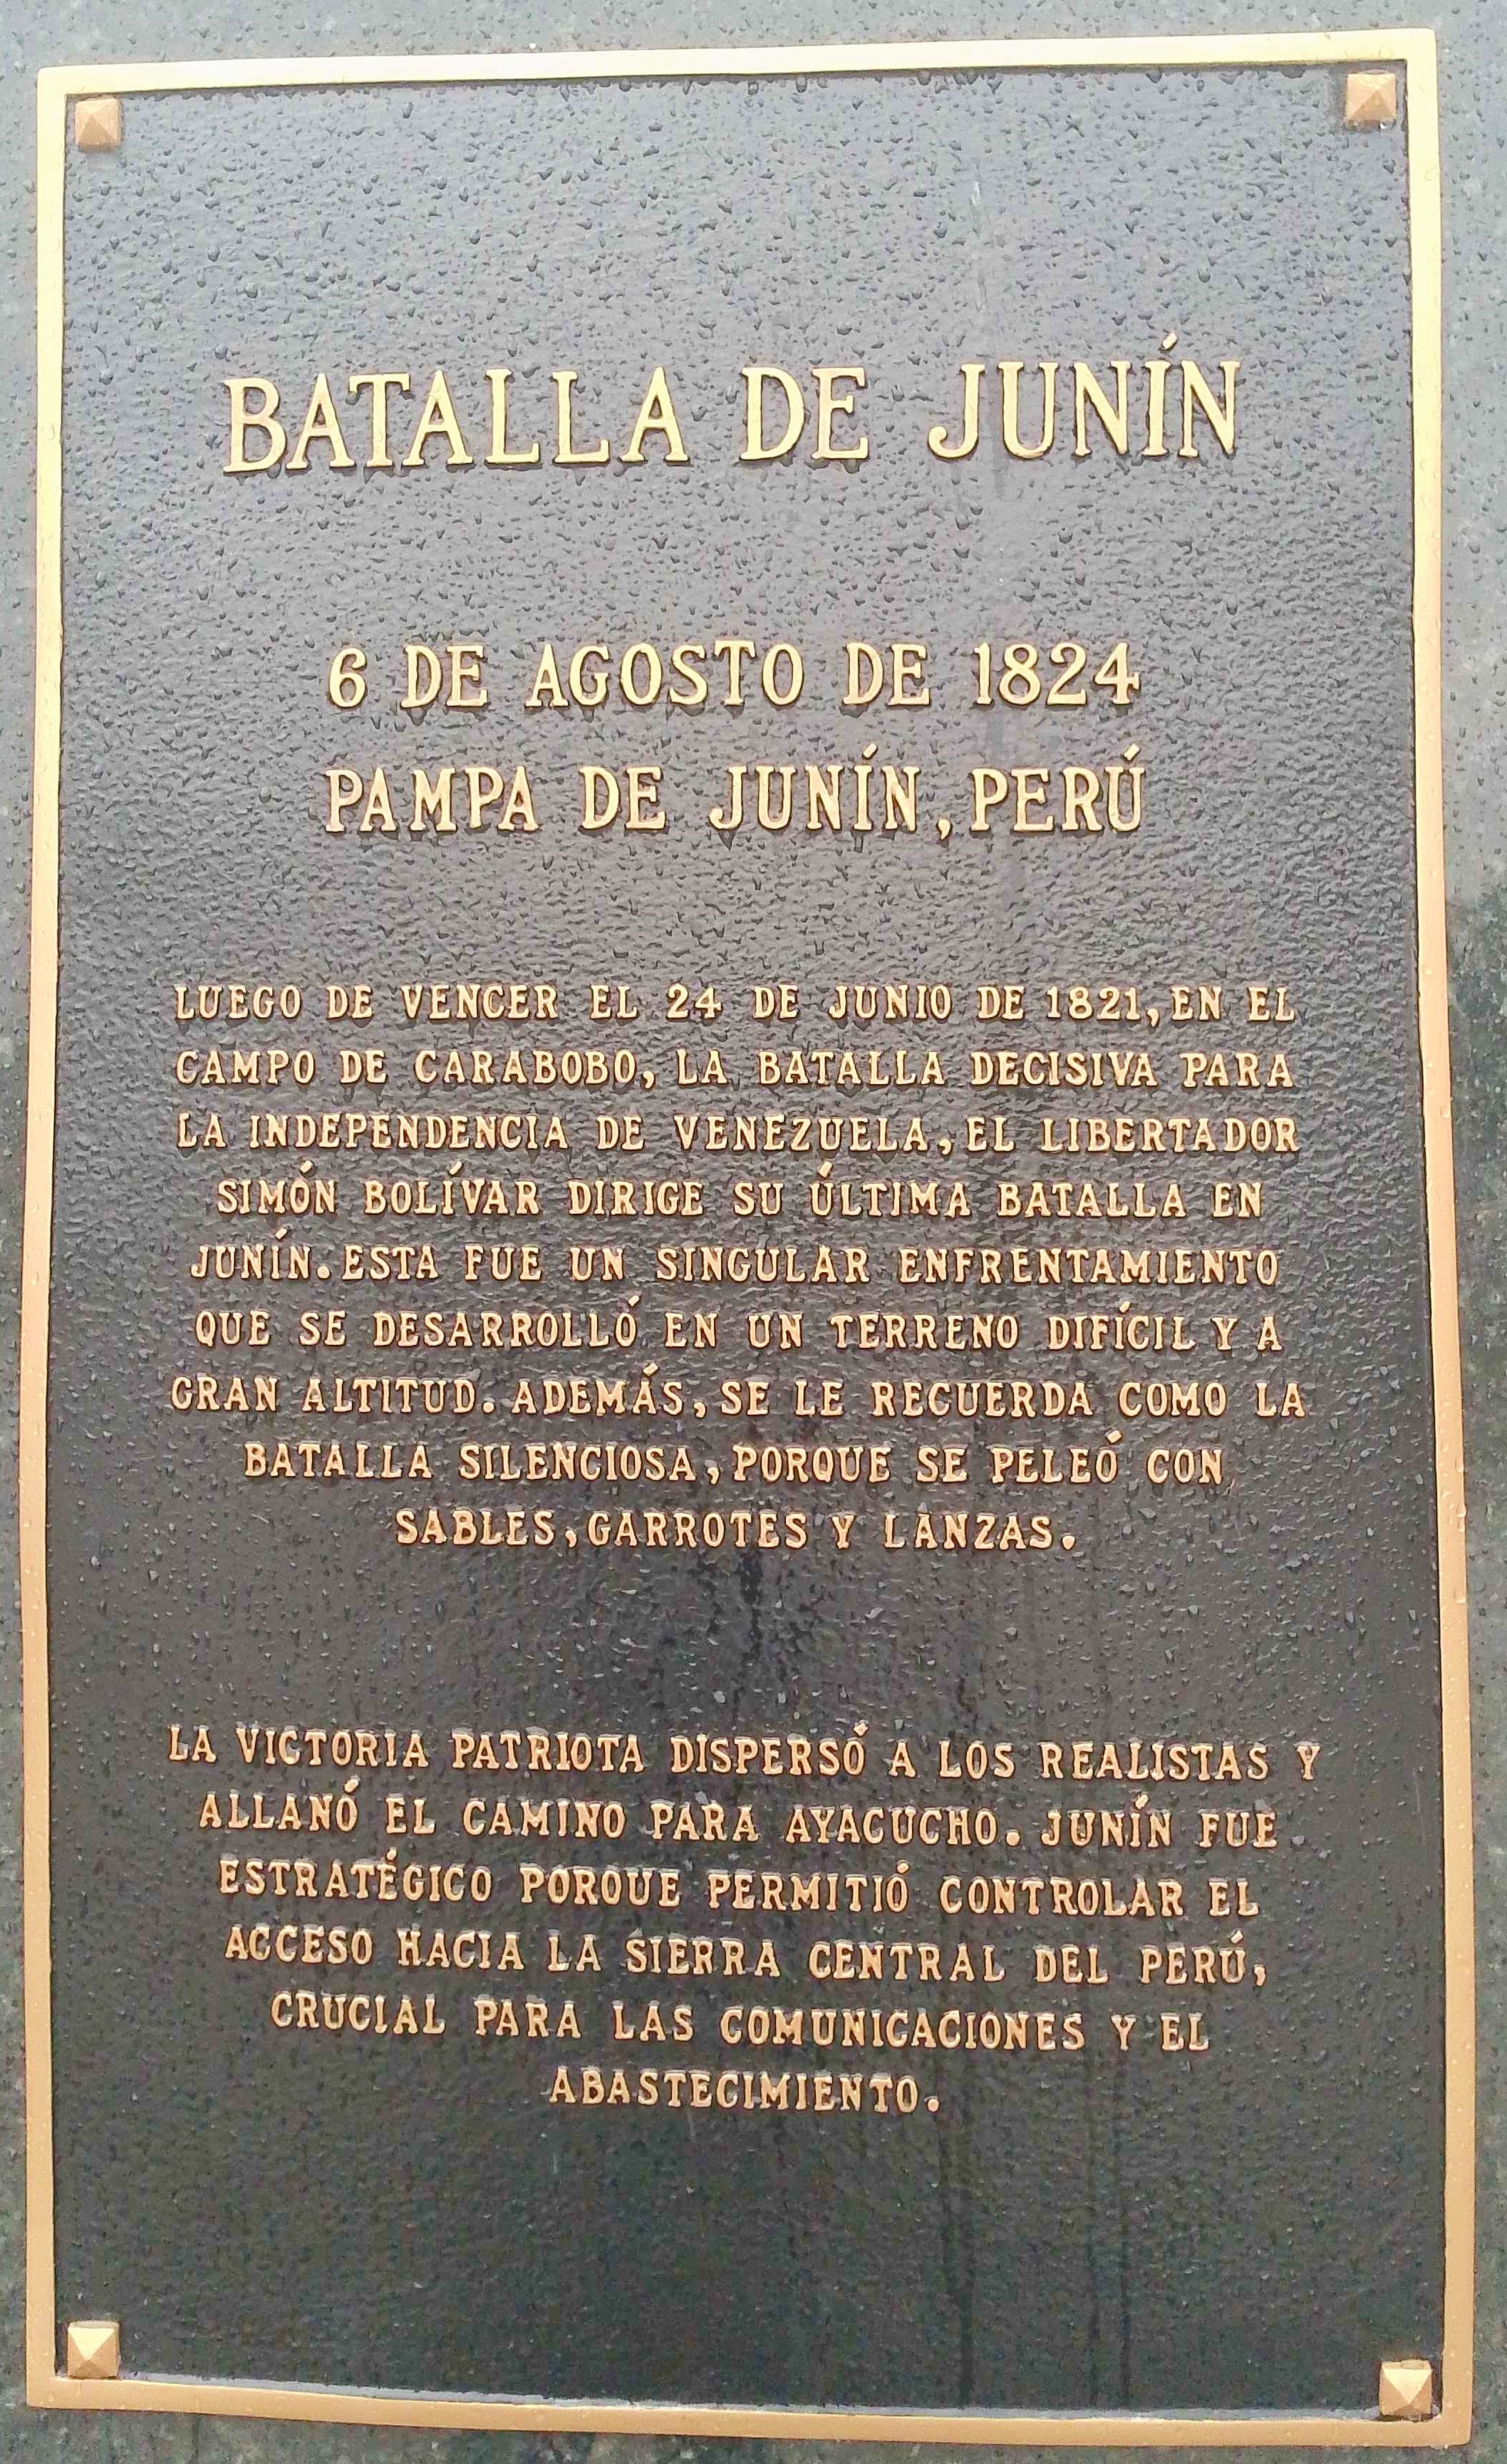 BATALLA DE JUNÍN
6 DE AGOSTO DE 1824
PAMPA DE JUNÍN, PERÚ
LUEGO DE VENCER EL 24 DE JUNIO DE 1821, EN EL
CAMPO DE CARABOBO, LA BATALLA DECISIVA PARA
LA INDEPENDENCIA DE VENEZUELA, EL LIBERTADOR
SIMÓN BOLÍVAR DIRIGE SU ÚLTIMA BATALLA EN
JUNÍN. ESTA FUE UN SINGULAR ENFRENTAMIENTO
QUE SE DESARROLLÓ EN UN TERRENO DIFÍCIL Y A
GRAN ALTITUD. ADEMÁS, SE LE RECUERDA COMO LA
BATALLA SILENCIOSA, PORQUE SE PELEÓ CON
SABLES, GARROTES Y LANZAS.
LA VICTORIA PATRIOTA DISPERSÓ A LOS REALISTAS Y
ALLANÓ EL CAMINO PARA AYACUCHO. JUNÍN FUE
ESTRATÉGICO PORQUE PERMITIÓ CONTROLAR EL
ACCESO HACIA LA SIERRA CENTRAL DEL PERÚ,
CRUCIAL PARA LAS COMUNICACIONES Y EL
ABASTECIMIENTO.